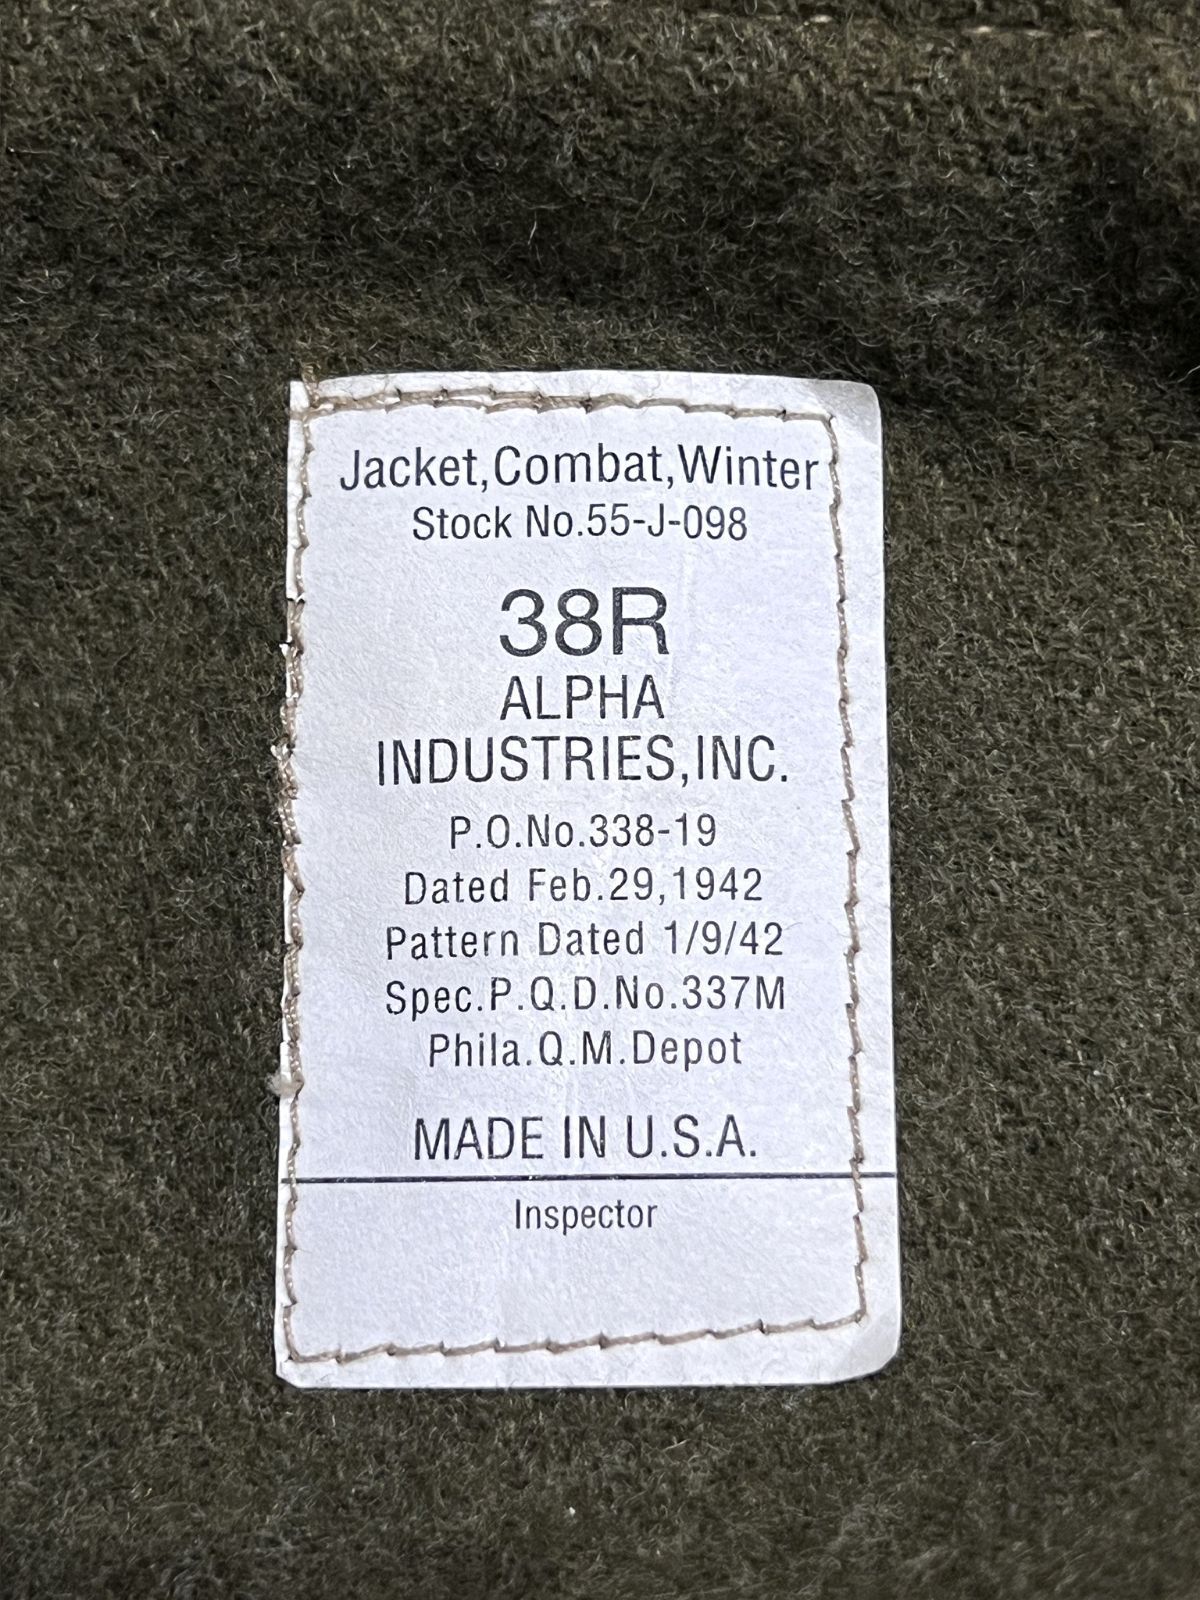 Jacket,Combat,Winter
Stock No.55-J-098
38R
ALPHA
INDUSTRIES,INC.
P.O.No.338-19
Dated Feb.29,1942
Pattern Dated 1/9/42
Spec.P.Q.D.No.337M
Phila.Q.M.Depot
MADE IN U.S.A.
Inspector